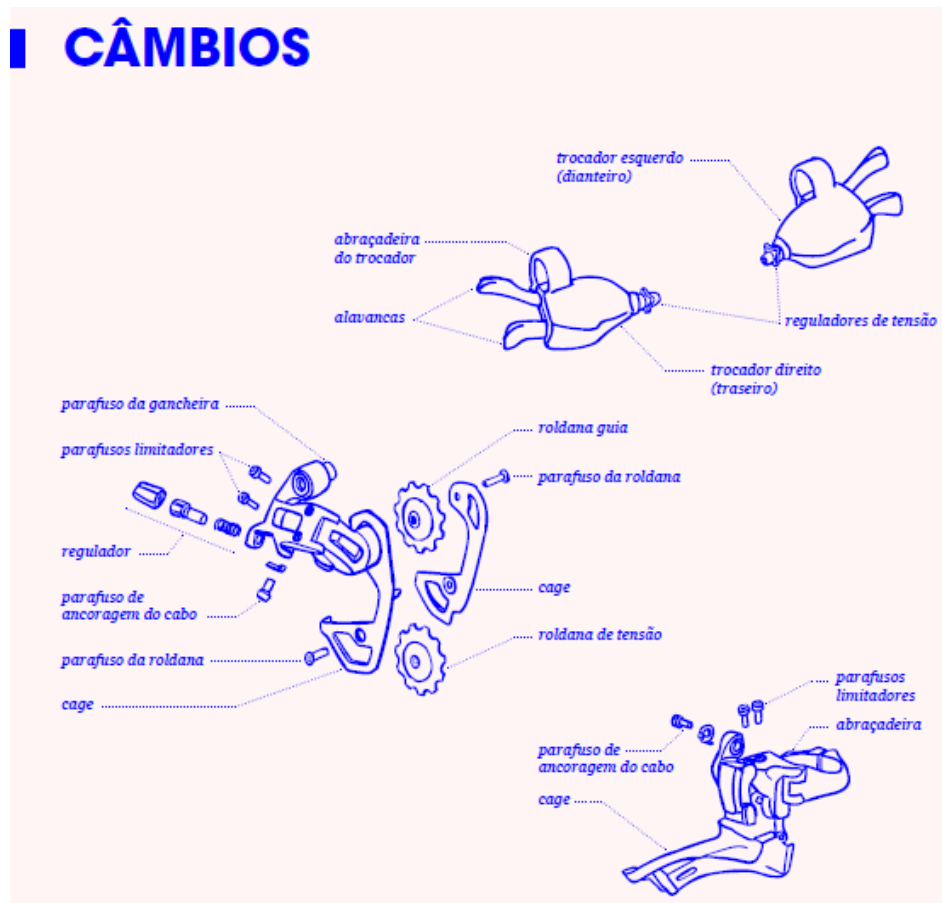 CÂMBIOS
trocador esquerdo
(dianteiro)
abraçadeira
do trocador
alavancas
reguladores de tensão
trocador direito
(traseiro)
parafuso da gancheira
parafusos limitadores
roldana guia
parafuso da roldana
regulador
parafuso de
ancoragem do cabo
cage
roldana de tensão
parafuso da roldana
cage
parafusos
limitadores
abraçadeira
parafuso de
ancoragem do cabo
cage